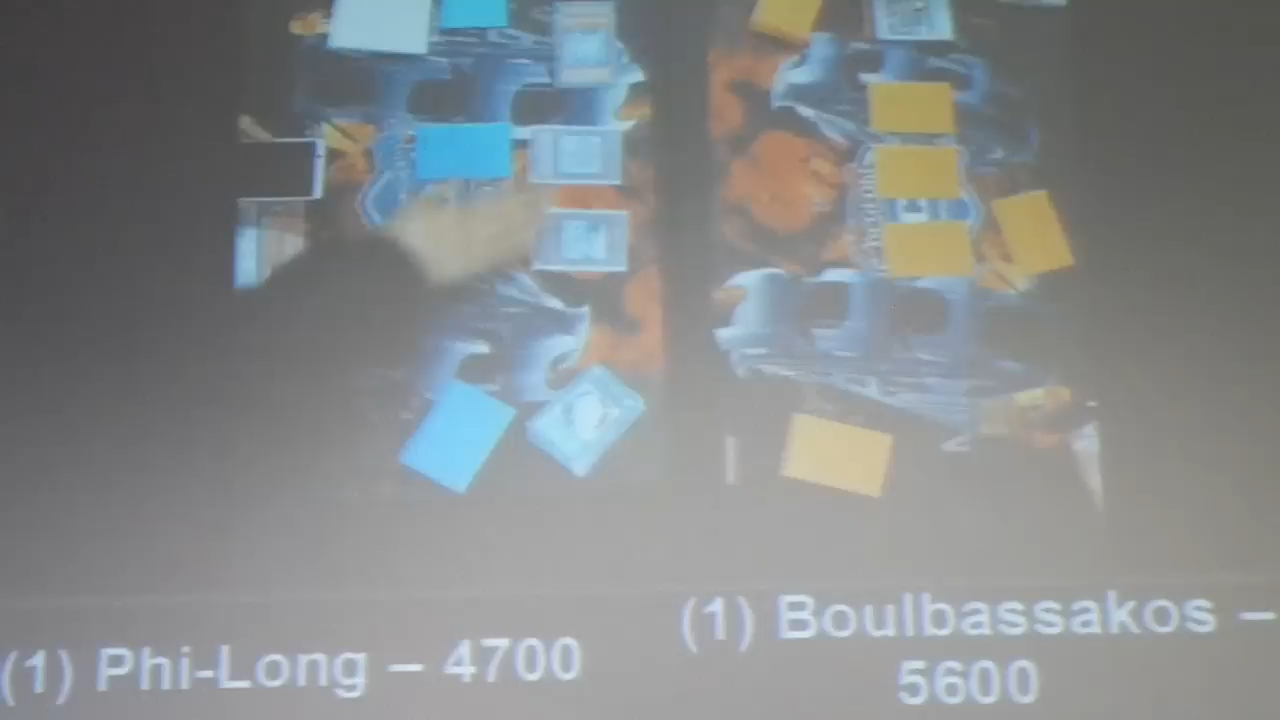 (1) Phi-Long – 4700
(1) Boulbassakos –
5600